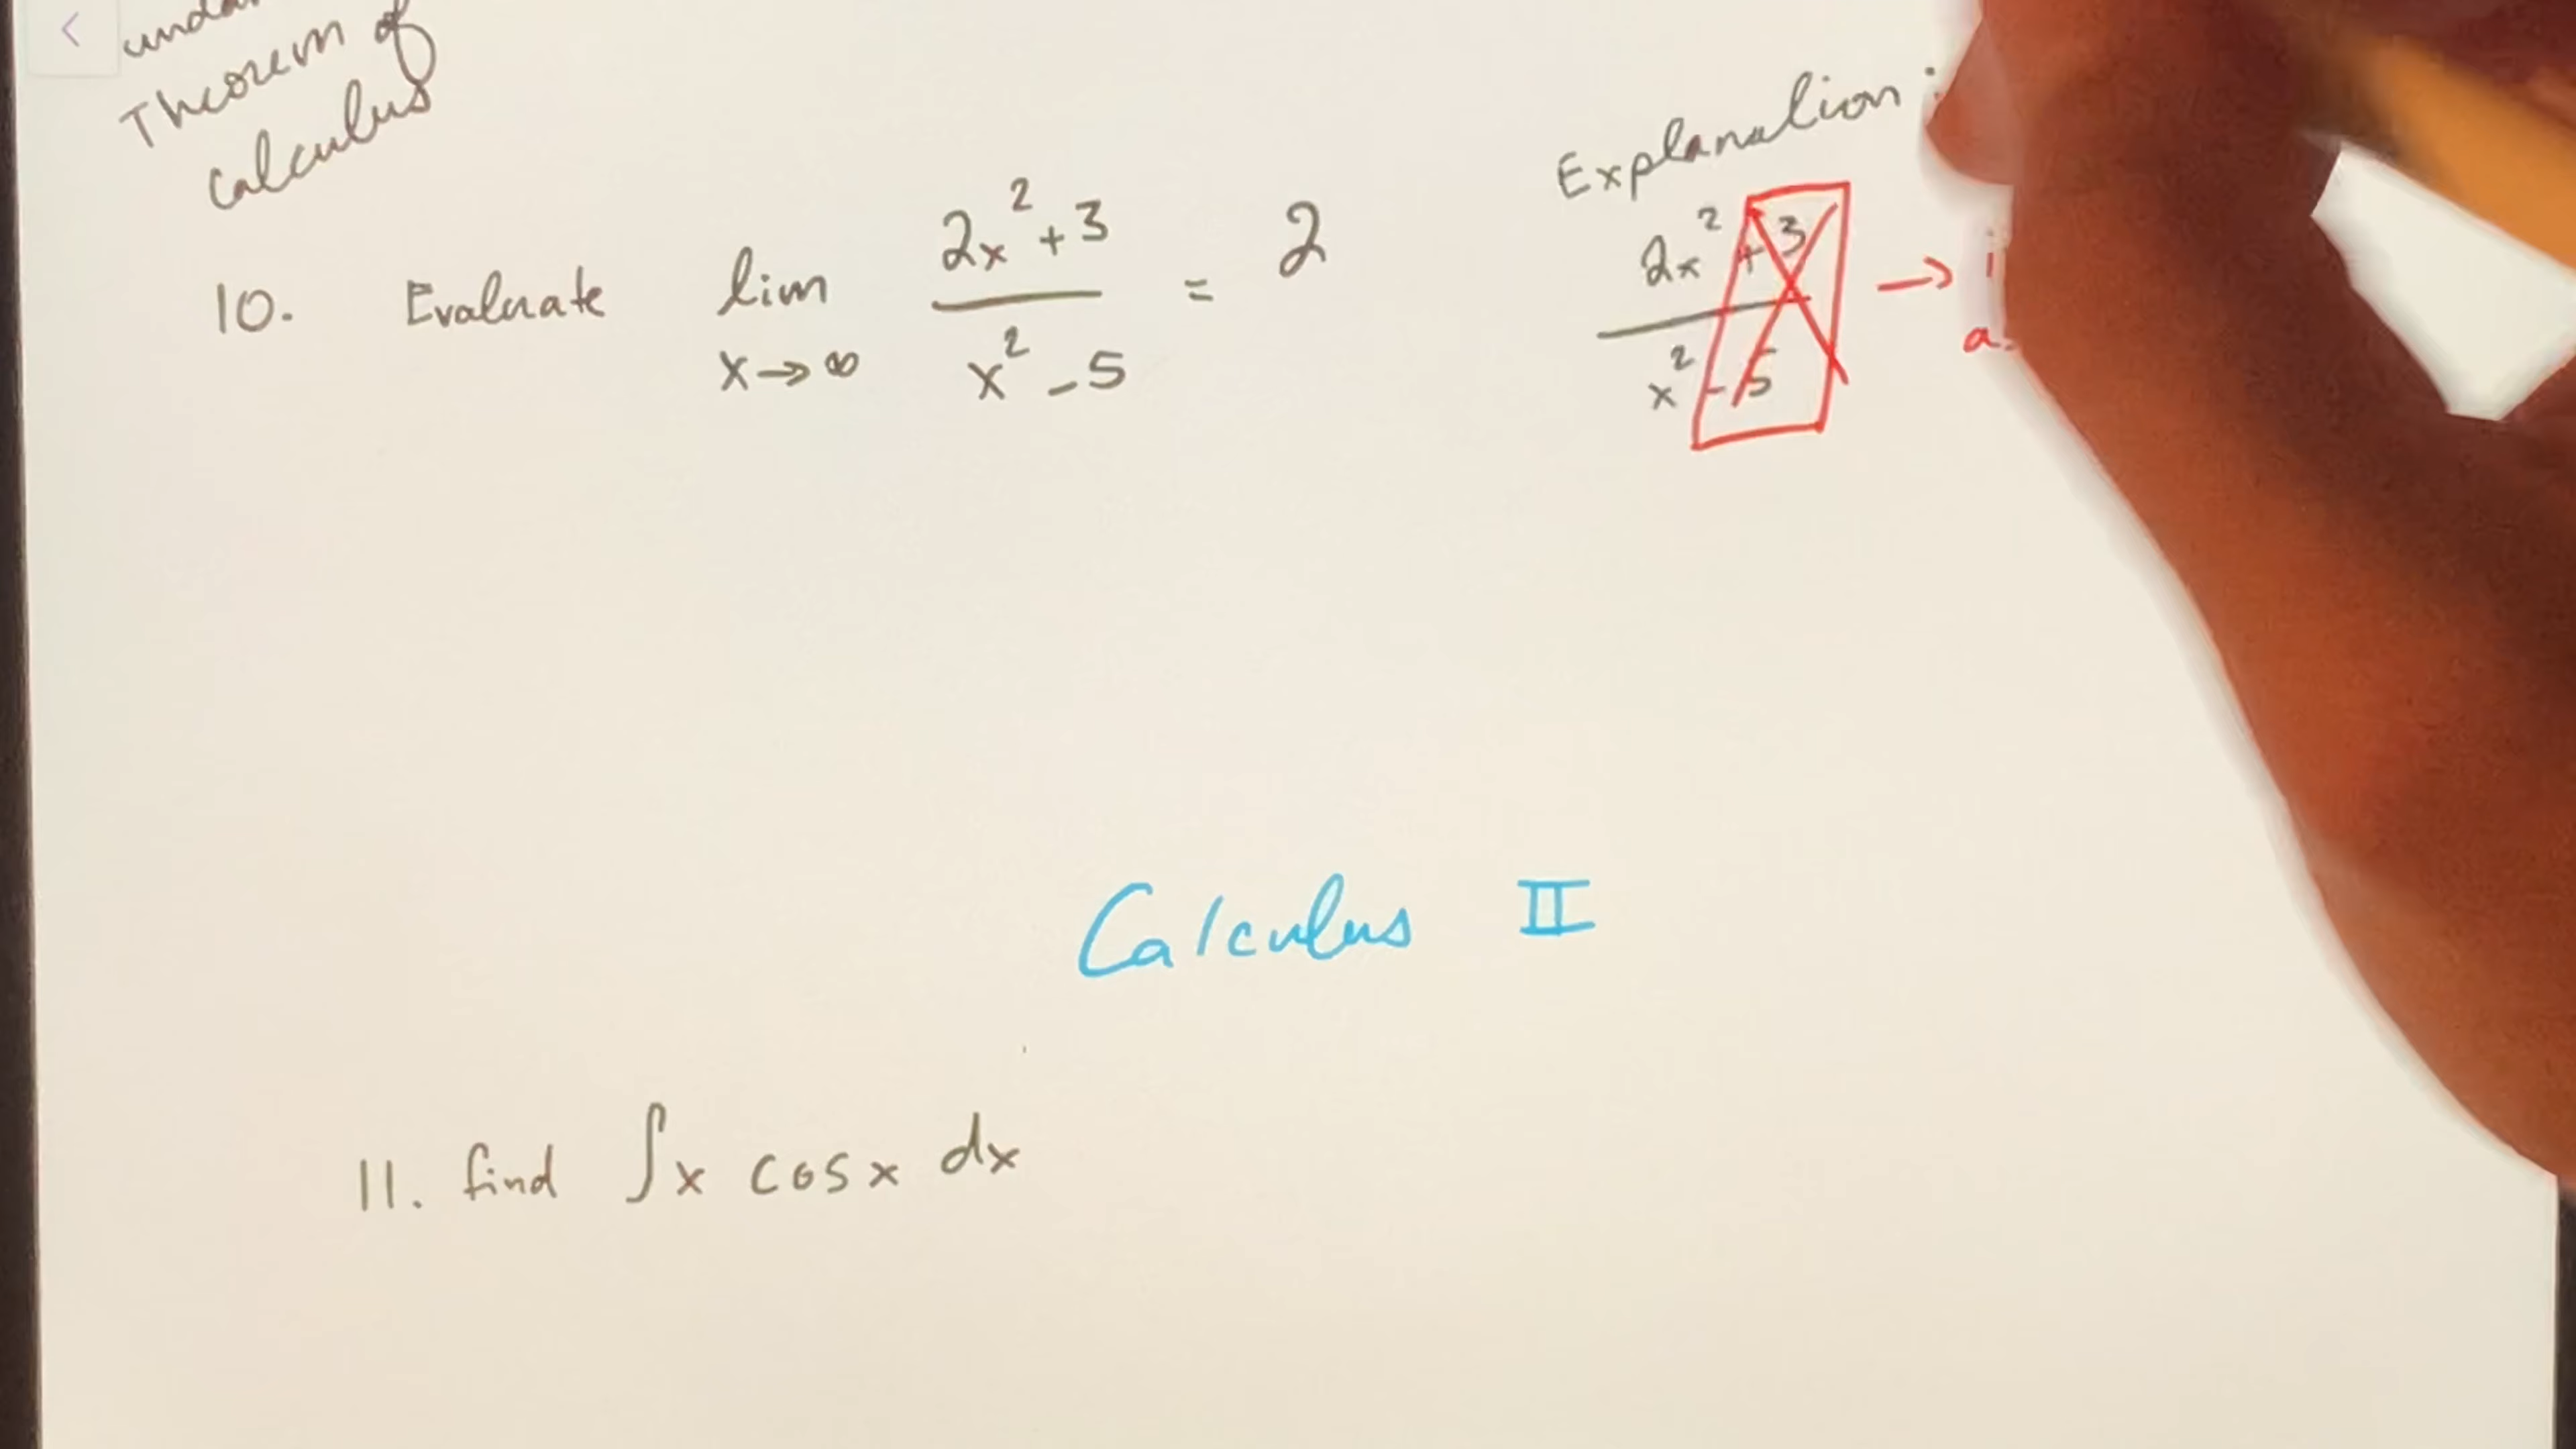 Theorem of
Calculus
Explanation:
10. Evaluate lim x→∞ (2x² + 3)/(x² - 5) = 2
(2x² + 3)/(x² - 5) →
Calculus II
11. find ∫x cosx dx